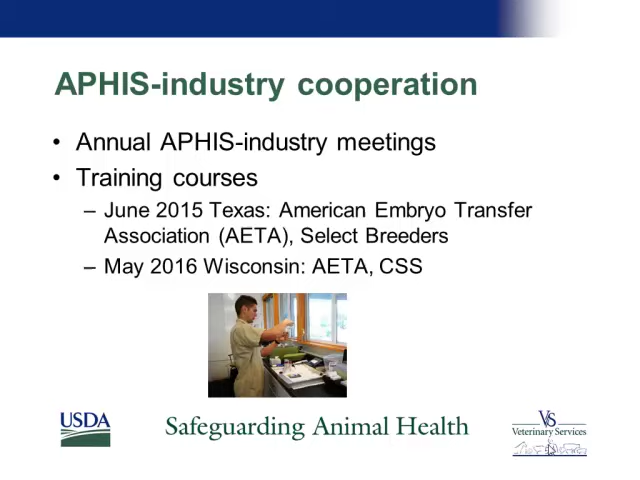 APHIS-industry cooperation
• Annual APHIS-industry meetings
• Training courses
– June 2015 Texas: American Embryo Transfer
Association (AETA), Select Breeders
– May 2016 Wisconsin: AETA, CSS
USDA
Safeguarding Animal Health
VS
Veterinary Services